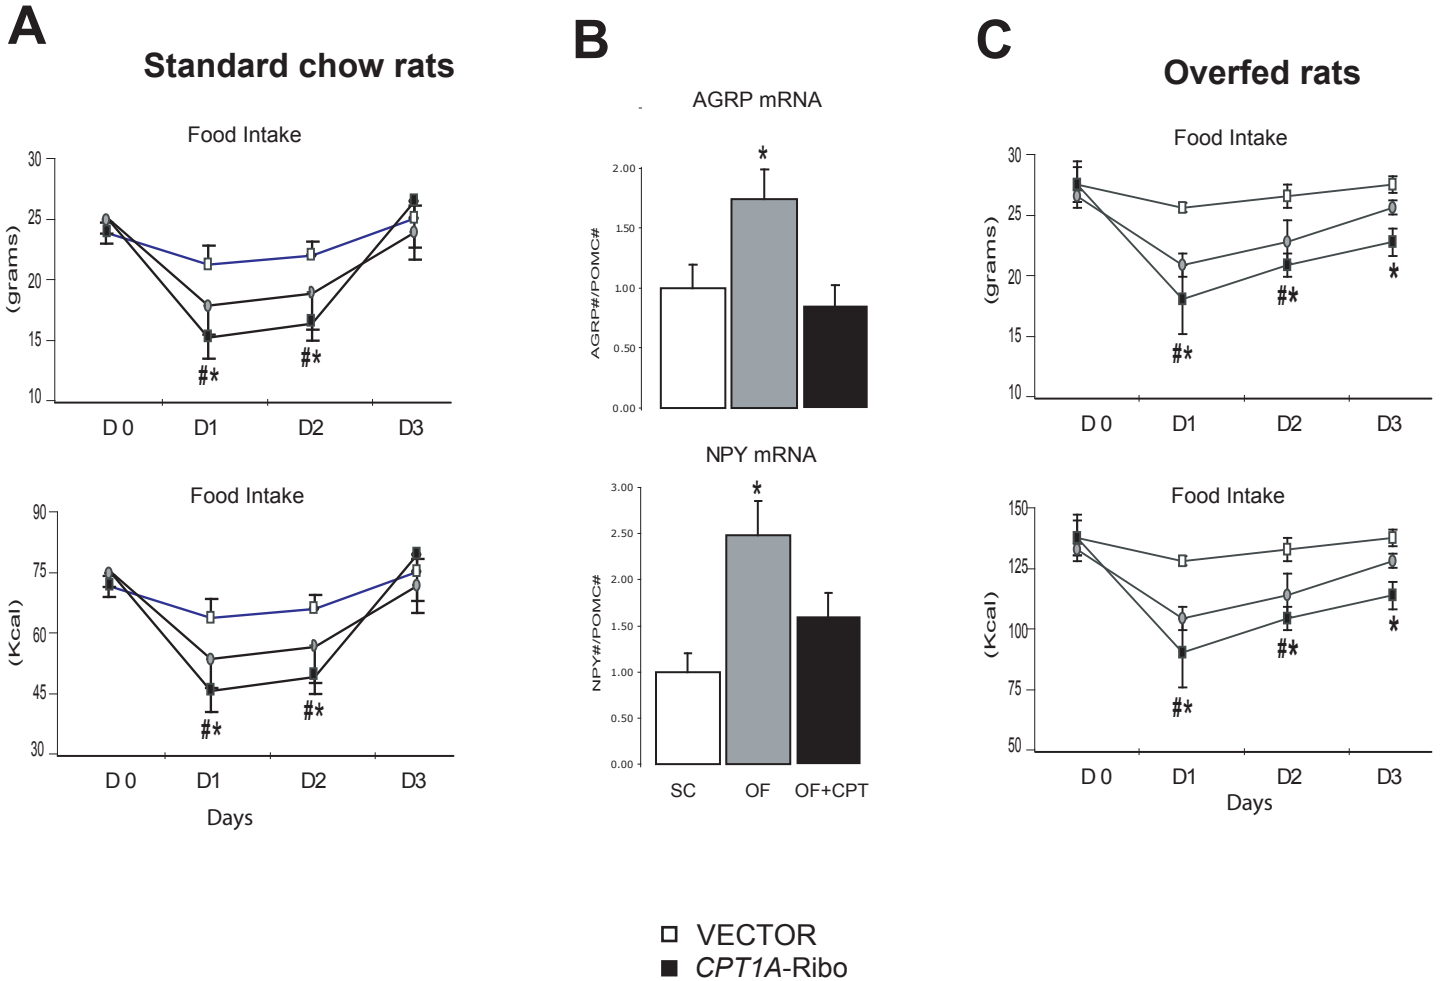 A
Standard chow rats
Food Intake
(grams)
30
25
20
15
10
#*
#*
D 0 D1 D2 D3
Food Intake
(Kcal)
90
75
60
45
30
#*
#*
D 0 D1 D2 D3
Days
B
AGRP mRNA
AGRP#/POMC#
2.00
1.50
1.00
0.50
0.00
*
NPY mRNA
NPY#/POMC#
3.00
2.50
2.00
1.50
1.00
0.50
0.00
*
SC OF OF+CPT
C
Overfed rats
Food Intake
(grams)
30
25
20
15
10
#*
#*
*
D 0 D1 D2 D3
Food Intake
(Kcal)
150
125
100
75
50
#*
#*
*
D 0 D1 D2 D3
Days
VECTOR
CPT1A-Ribo